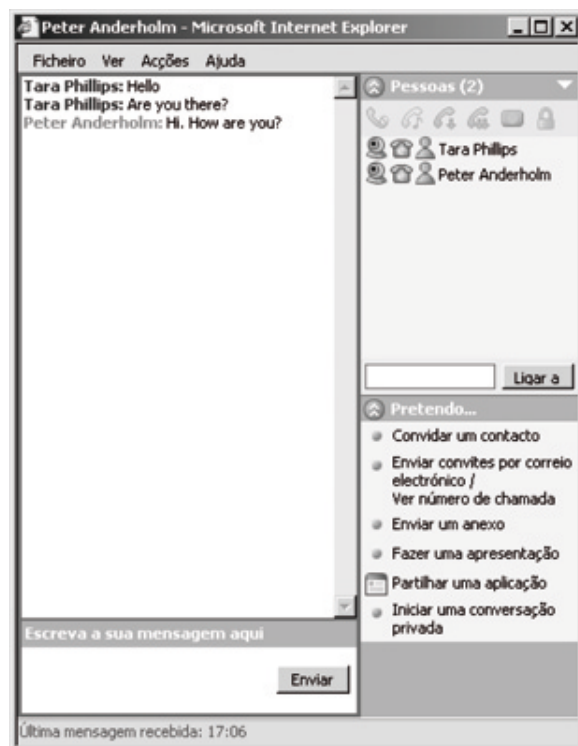 Peter Anderholm - Microsoft Internet Explorer
Ficheiro Ver Acções Ajuda
Tara Phillips: Hello
Tara Phillips: Are you there?
Peter Anderholm: Hi. How are you?
Pessoas (2)
Tara Phillips
Peter Anderholm
Ligar a
Pretendo...
Convidar um contacto
Enviar convites por correio
electrónico /
Ver número de chamada
Enviar um anexo
Fazer uma apresentação
Partilhar uma aplicação
Iniciar uma conversação
privada
Escreva a sua mensagem aqui
Enviar
Última mensagem recebida: 17:06